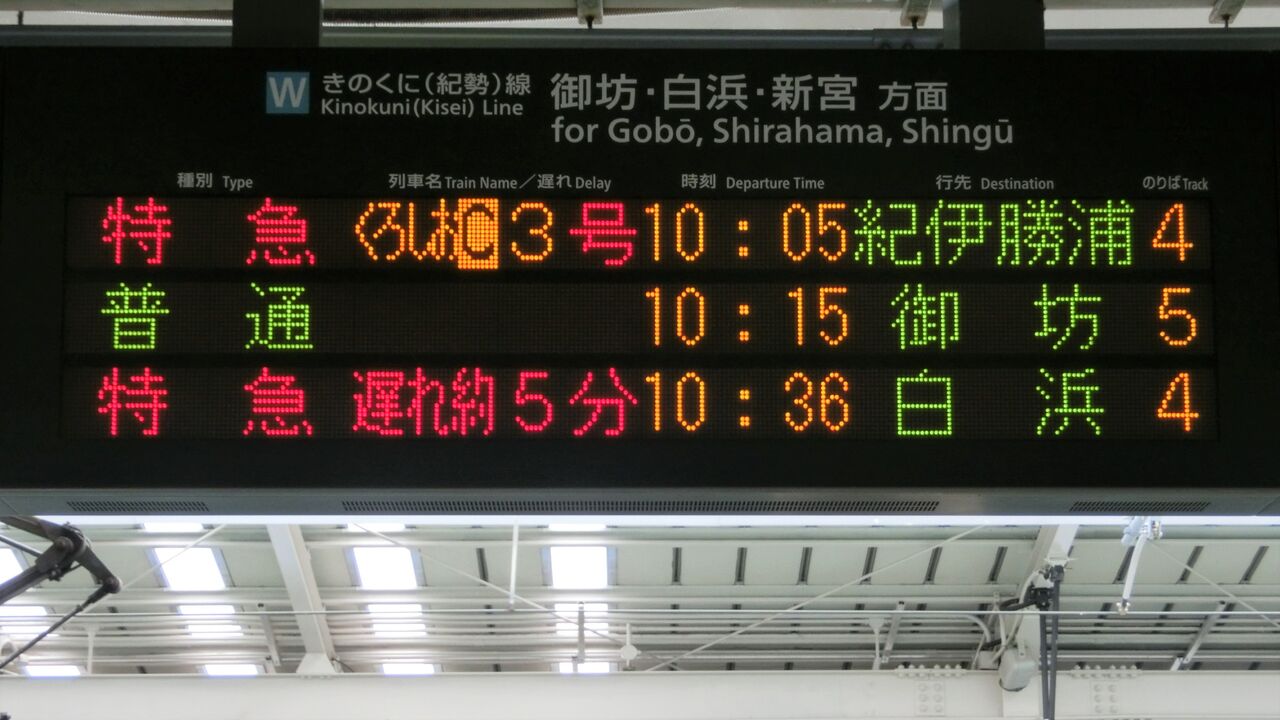 W きのくに(紀勢)線 御坊・白浜・新宮 方面
Kinokuni(Kisei) Line for Gobō, Shirahama, Shingū
種別 Type 列車名 Train Name/遅れ Delay 時刻 Departure Time 行先 Destination のりば Track
特急 くろしお 3号 10:05 紀伊勝浦 4
普通 10:15 御坊 5
特急 遅れ約5分 10:36 白浜 4